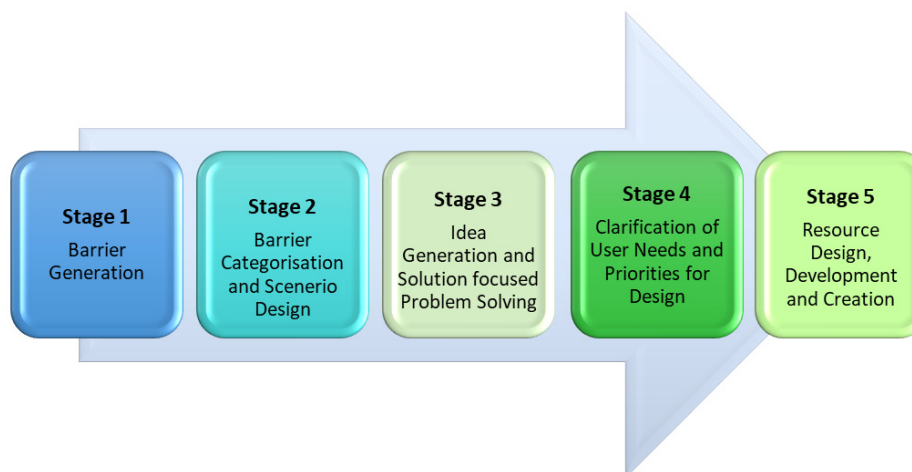 Stage 1
Barrier
Generation
Stage 2
Barrier
Categorisation
and Scenerio
Design
Stage 3
Idea
Generation and
Solution focused
Problem Solving
Stage 4
Clarification of
User Needs and
Priorities for
Design
Stage 5
Resource
Design,
Development
and Creation